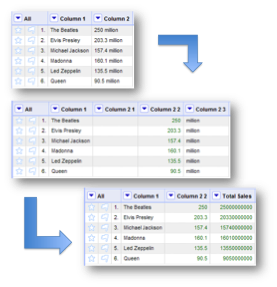 All Column 1 Column 2
1. The Beatles 250 million
2. Elvis Presley 203.3 million
3. Michael Jackson 157.4 million
4. Madonna 160.1 million
5. Led Zeppelin 135.5 million
6. Queen 90.5 million
All Column 1 Column 2 1 Column 2 2 Column 2 3
1. The Beatles 250 million
2. Elvis Presley 203.3 million
3. Michael Jackson 157.4 million
4. Madonna 160.1 million
5. Led Zeppelin 135.5 million
6. Queen 90.5 million
All Column 1 Column 2 2 Total Sales
1. The Beatles 250
2. Elvis Presley 203.3
3. Michael Jackson 157.4
4. Madonna 160.1
5. Led Zeppelin 135.5
6. Queen 90.5